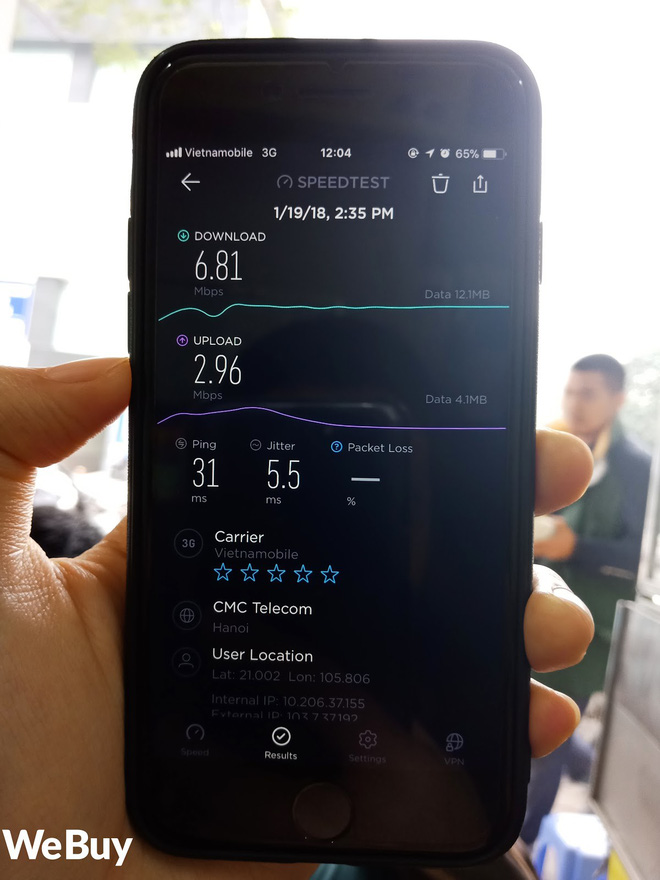 Vietnamobile 3G 12:04 65%
SPEEDTEST
1/19/18, 2:35 PM
DOWNLOAD
6.81
Mbps
Data 12.1MB
UPLOAD
2.96
Mbps
Data 4.1MB
Ping Jitter Packet Loss
31 5.5 —
ms ms %
3G Carrier
Vietnamobile
CMC Telecom
Hanoi
User Location
Lat: 21.002 Lon: 105.806
Internal IP: 10.206.37.155
External IP: 103.7.37.192
Speed Results Settings VPN
WeBuy